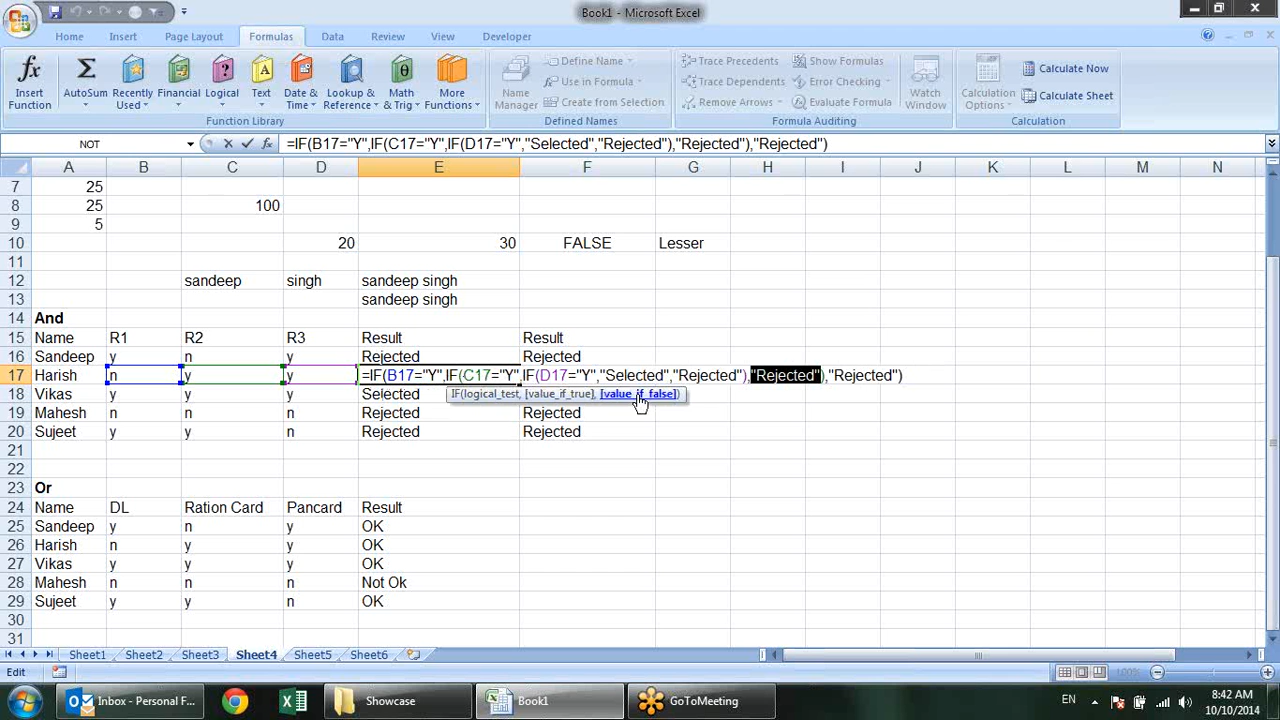 Book1 - Microsoft Excel
Home Insert Page Layout Formulas Data Review View Developer
fx Σ θ A ?
Insert Function
AutoSum
Recently Used
Financial
Logical
Text
Date & Time
Lookup & Reference
Math & Trig
More Functions
Function Library
Name Manager
Define Name
Use in Formula
Create from Selection
Defined Names
Trace Precedents
Trace Dependents
Remove Arrows
Show Formulas
Error Checking
Evaluate Formula
Formula Auditing
Watch Window
Calculation Options
Calculate Now
Calculate Sheet
Calculation
NOT fx =IF(B17="Y",IF(C17="Y",IF(D17="Y","Selected","Rejected"),"Rejected"),"Rejected")
A B C D E F G H I J K L M N
7 25
8 25 100
9 5
10 20 30 FALSE Lesser
11
12 sandeep singh sandeep singh
13 sandeep singh
14 And
15 Name R1 R2 R3 Result Result
16 Sandeep y n y Rejected Rejected
17 Harish n y y =IF(B17="Y",IF(C17="Y",IF(D17="Y","Selected","Rejected"),"Rejected"),"Rejected")
18 Vikas y y y Selected
IF(logical_test, [value_if_true], [value_if_false])
19 Mahesh n n n Rejected Rejected
20 Sujeet y y n Rejected Rejected
21
22
23 Or
24 Name DL Ration Card Pancard Result
25 Sandeep y n y OK
26 Harish n y y OK
27 Vikas y y y OK
28 Mahesh n n n Not Ok
29 Sujeet y y n OK
30
31
Sheet1 Sheet2 Sheet3 Sheet4 Sheet5 Sheet6
Edit 100%
Inbox - Personal F...
Showcase
Book1
GoToMeeting
EN
8:42 AM
10/10/2014